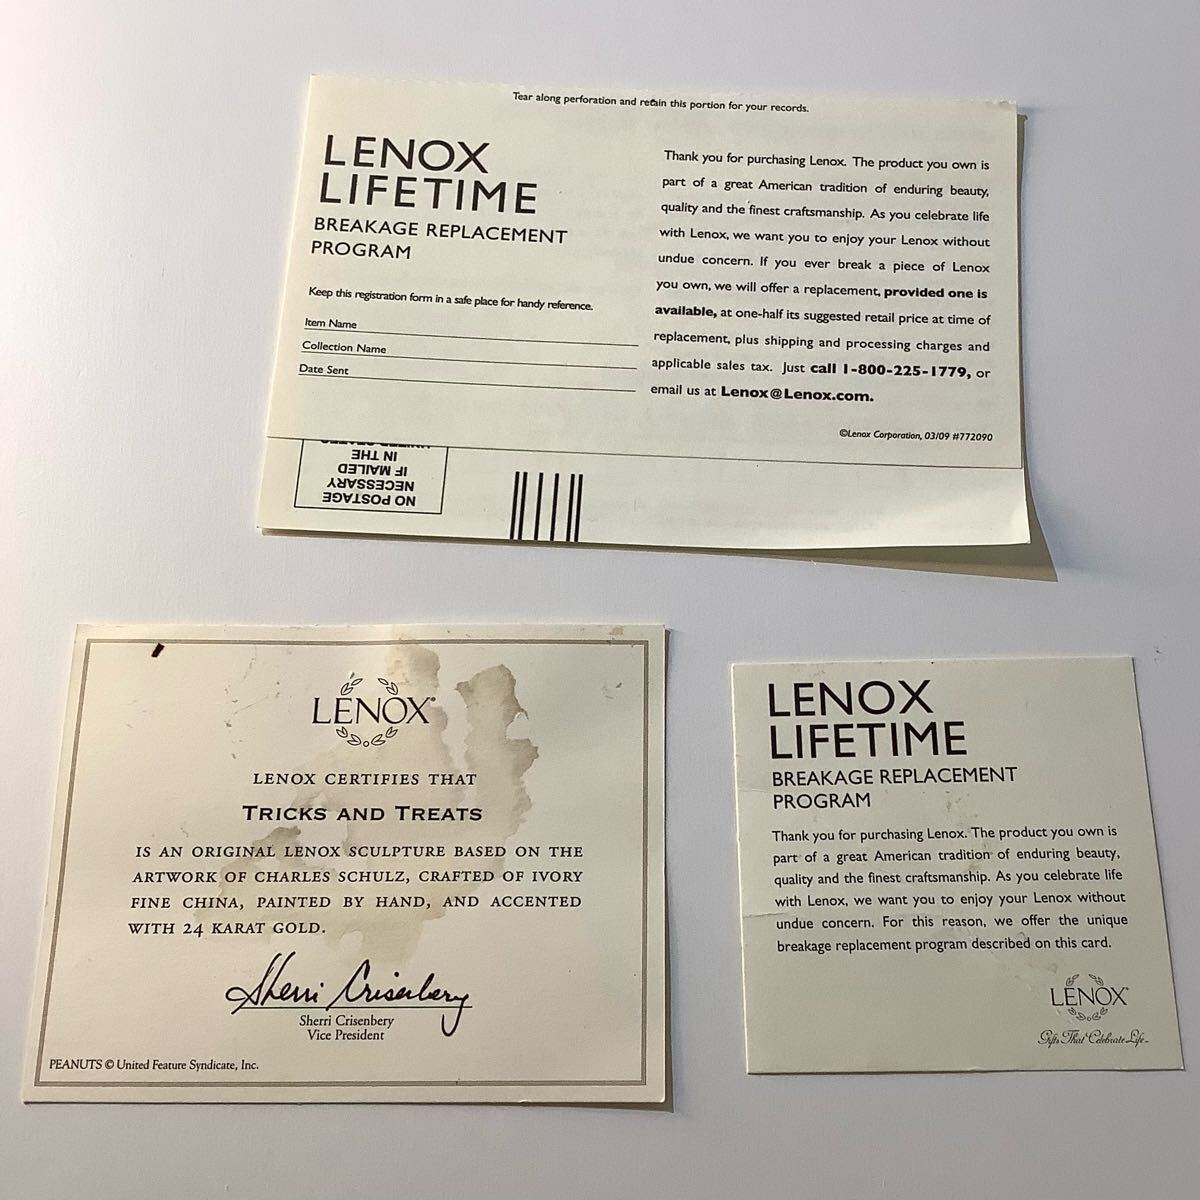 Tear along perforation and retain this portion for your records.
LENOX
LIFETIME
BREAKAGE REPLACEMENT
PROGRAM
Keep this registration form in a safe place for handy reference.
Item Name
Collection Name
Date Sent
Thank you for purchasing Lenox. The product you own is
part of a great American tradition of enduring beauty,
quality and the finest craftsmanship. As you celebrate life
with Lenox, we want you to enjoy your Lenox without
undue concern. If you ever break a piece of Lenox
you own, we will offer a replacement, provided one is
available, at one-half its suggested retail price at time of
replacement, plus shipping and processing charges and
applicable sales tax. Just call 1-800-225-1779, or
email us at Lenox@Lenox.com.
©Lenox Corporation, 03/09 #772090
NO POSTAGE
NECESSARY
IF MAILED
IN THE
UNITED STATES
LENOX®
LENOX CERTIFIES THAT
TRICKS AND TREATS
IS AN ORIGINAL LENOX SCULPTURE BASED ON THE
ARTWORK OF CHARLES SCHULZ, CRAFTED OF IVORY
FINE CHINA, PAINTED BY HAND, AND ACCENTED
WITH 24 KARAT GOLD.
Sherri Crisenbery
Sherri Crisenbery
Vice President
PEANUTS © United Feature Syndicate, Inc.
LENOX
LIFETIME
BREAKAGE REPLACEMENT
PROGRAM
Thank you for purchasing Lenox. The product you own is
part of a great American tradition of enduring beauty,
quality and the finest craftsmanship. As you celebrate life
with Lenox, we want you to enjoy your Lenox without
undue concern. For this reason, we offer the unique
breakage replacement program described on this card.
LENOX®
Gifts That Celebrate Life™